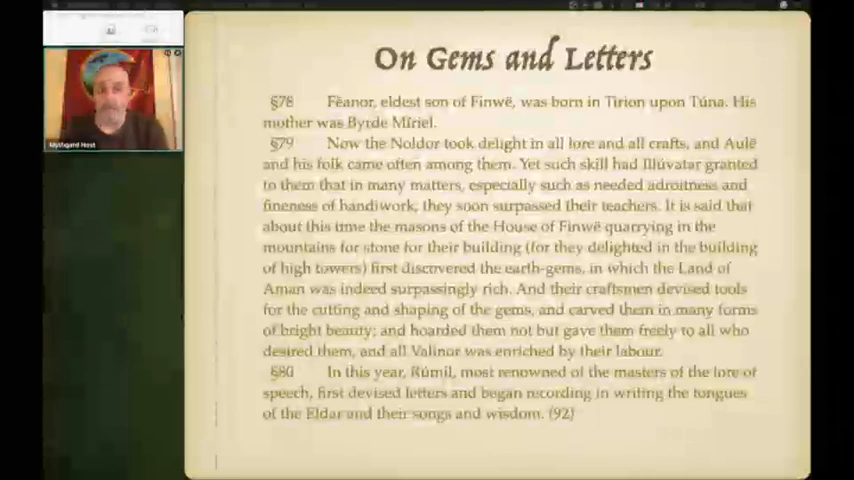 On Gems and Letters
§78 Fëanor, eldest son of Finwë, was born in Tirion upon Túna. His
mother was Byrde Míriel.
§79 Now the Noldor took delight in all lore and all crafts, and Aulë
and his folk came often among them. Yet such skill had Ilúvatar granted
to them that in many matters, especially such as needed adroitness and
fineness of handiwork, they soon surpassed their teachers. It is said that
about this time the masons of the House of Finwë quarrying in the
mountains for stone for their building (for they delighted in the building
of high towers) first discovered the earth-gems, in which the Land of
Aman was indeed surpassingly rich. And their craftsmen devised tools
for the cutting and shaping of the gems, and carved them in many forms
of bright beauty; and hoarded them not but gave them freely to all who
desired them, and all Valinor was enriched by their labour.
§80 In this year, Rúmil, most renowned of the masters of the lore of
speech, first devised letters and began recording in writing the tongues
of the Eldar and their songs and wisdom. (92)
Mythgard Host